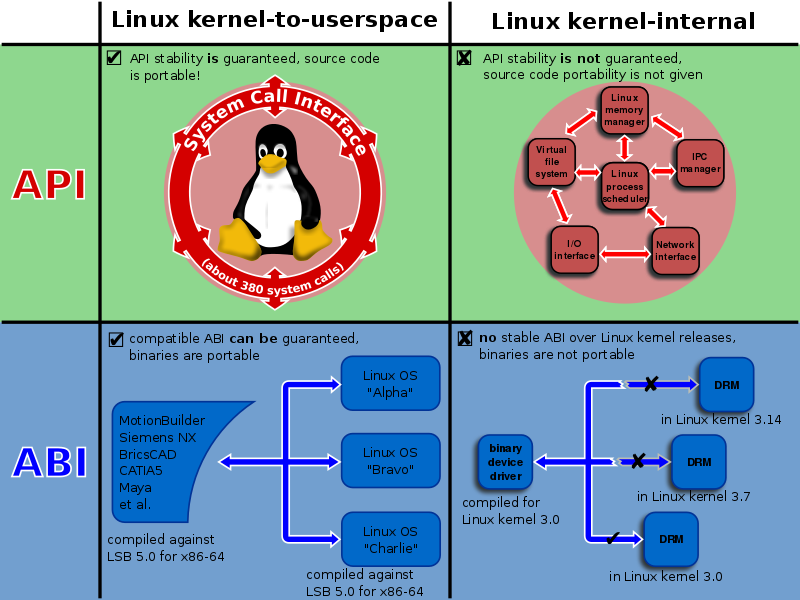 Linux kernel-to-userspace
Linux kernel-internal
API
API stability is guaranteed, source code
is portable!
System Call Interface
(about 380 system calls)
API stability is not guaranteed,
source code portability is not given
Linux
memory
manager
Virtual
file
system
IPC
manager
Linux
process
scheduler
I/O
interface
Network
interface
ABI
compatible ABI can be guaranteed,
binaries are portable
MotionBuilder
Siemens NX
BricsCAD
CATIA5
Maya
et al.
compiled against
LSB 5.0 for x86-64
Linux OS
"Alpha"
Linux OS
"Bravo"
Linux OS
"Charlie"
compiled against
LSB 5.0 for x86-64
no stable ABI over Linux kernel releases,
binaries are not portable
binary
device
driver
compiled for
Linux kernel 3.0
DRM
in Linux kernel 3.14
DRM
in Linux kernel 3.7
DRM
in Linux kernel 3.0